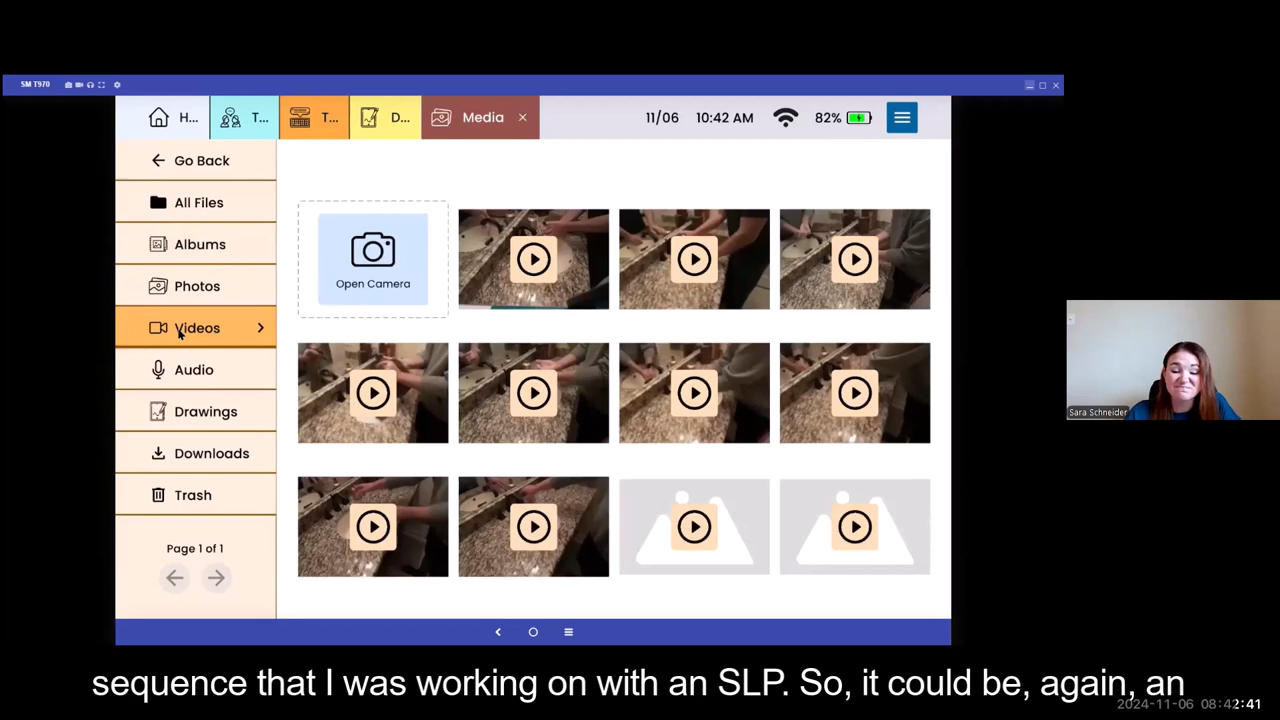 SM T970
H...
T...
T...
D...
Media
11/06
10:42 AM
82%
Go Back
All Files
Albums
Photos
Videos
Audio
Drawings
Downloads
Trash
Page 1 of 1
Open Camera
Sara Schneider
sequence that I was working on with an SLP. So, it could be, again, an
2024-11-06 08:42:41